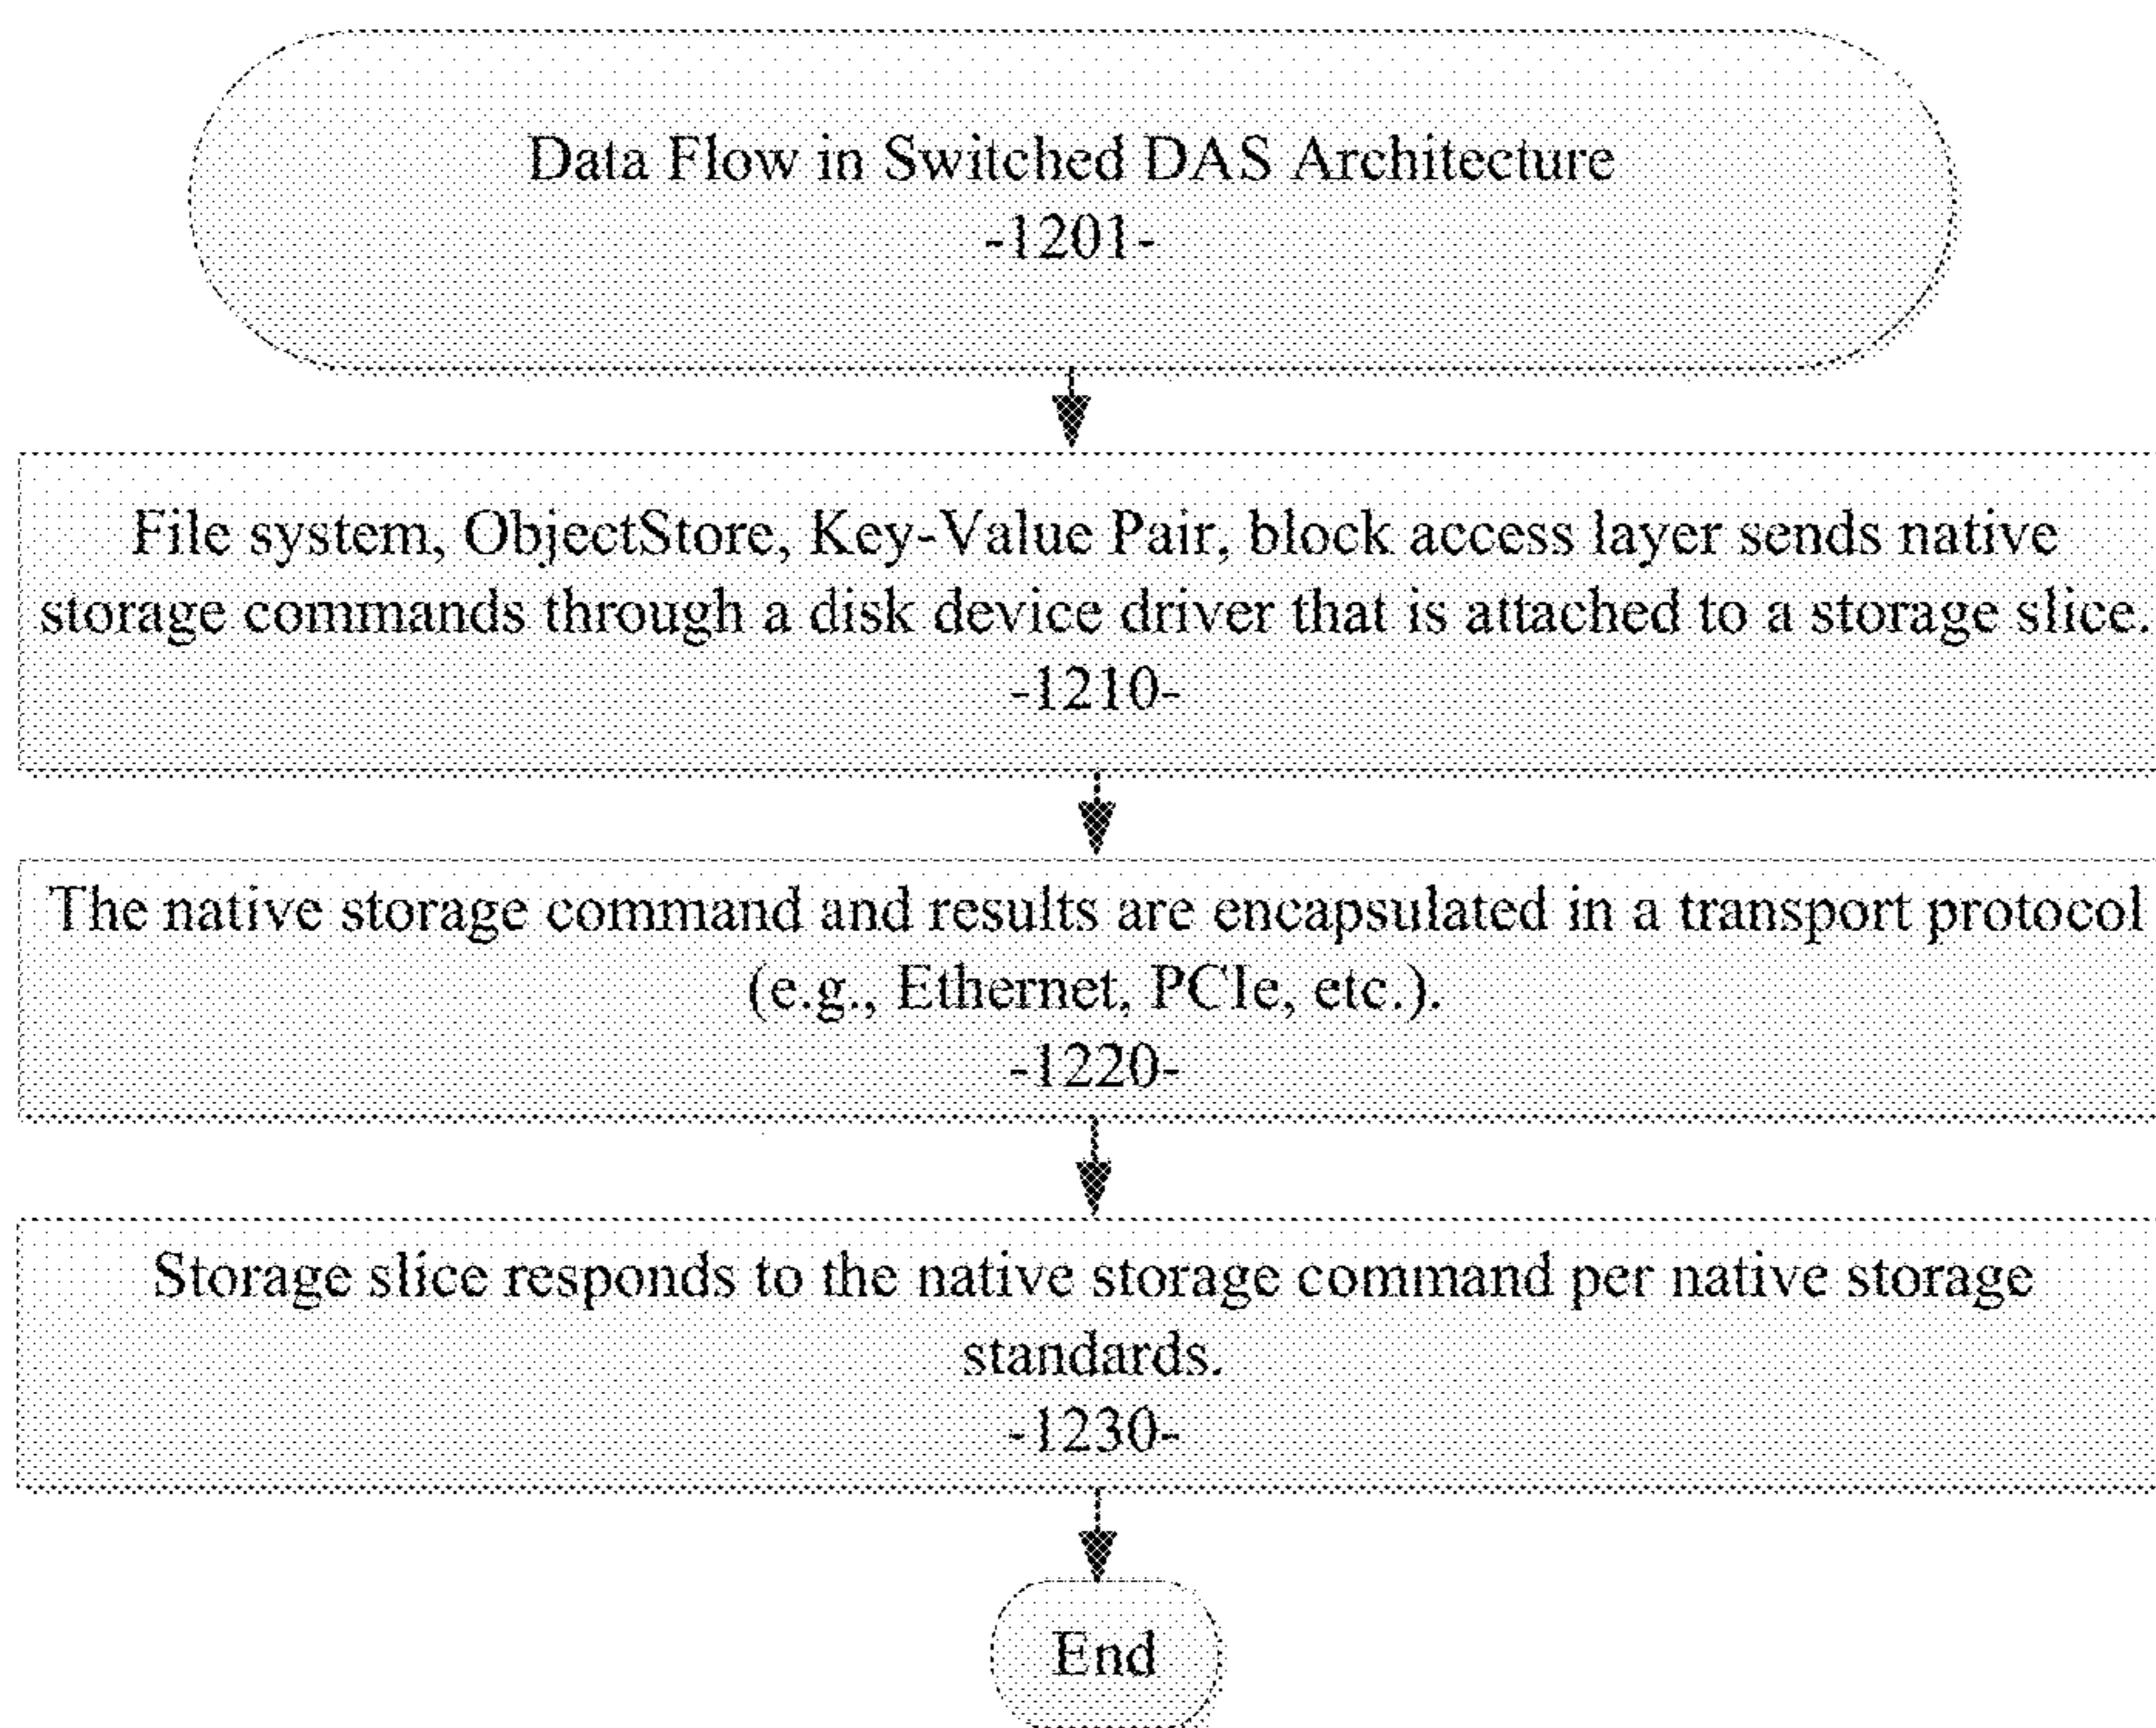 Data Flow in Switched DAS Architecture
-1201-
File system, ObjectStore, Key-Value Pair, block access layer sends native
storage commands through a disk device driver that is attached to a storage slice.
-1210-
The native storage command and results are encapsulated in a transport protocol
(e.g., Ethernet, PCIe, etc.).
-1220-
Storage slice responds to the native storage command per native storage
standards.
-1230-
End